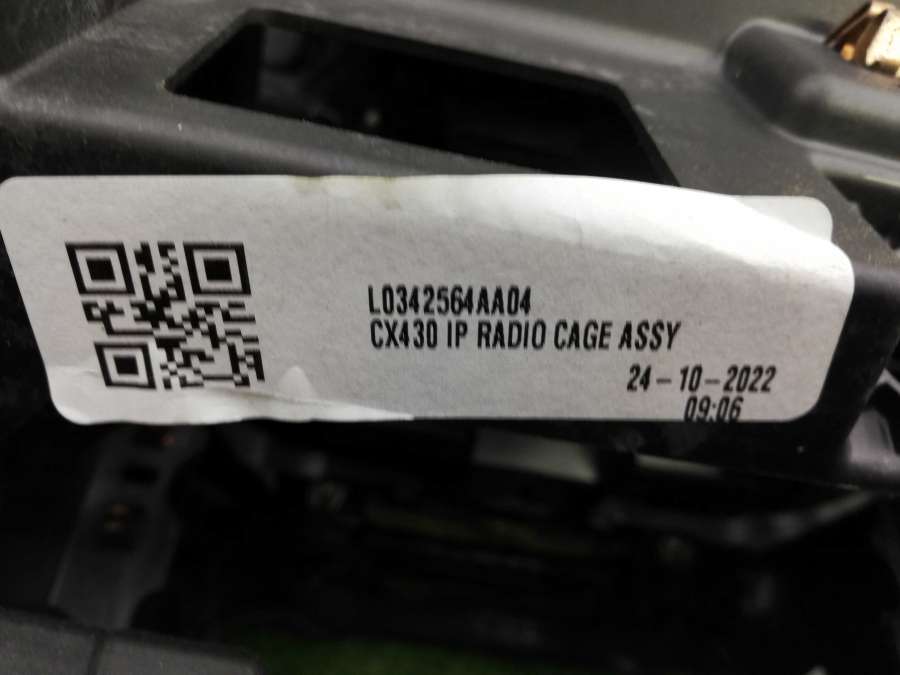 L0342564AA04
CX430 IP RADIO CAGE ASSY
24-10-2022
09:06